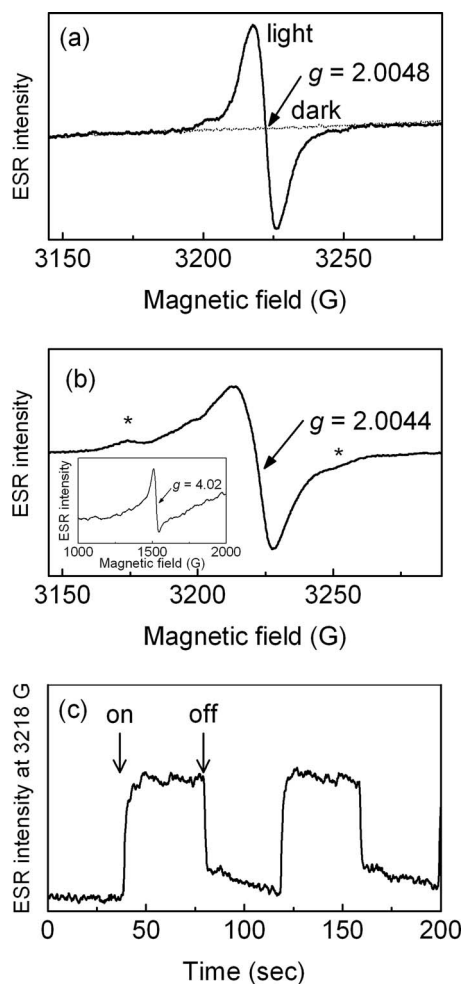 (a)
light
g = 2.0048
dark
ESR intensity
3150 3200 3250
Magnetic field (G)
(b)
*
g = 2.0044
*
ESR intensity
g = 4.02
ESR intensity
1000 1500 2000
Magnetic field (G)
3150 3200 3250
Magnetic field (G)
(c)
on off
ESR intensity at 3218 G
0 50 100 150 200
Time (sec)